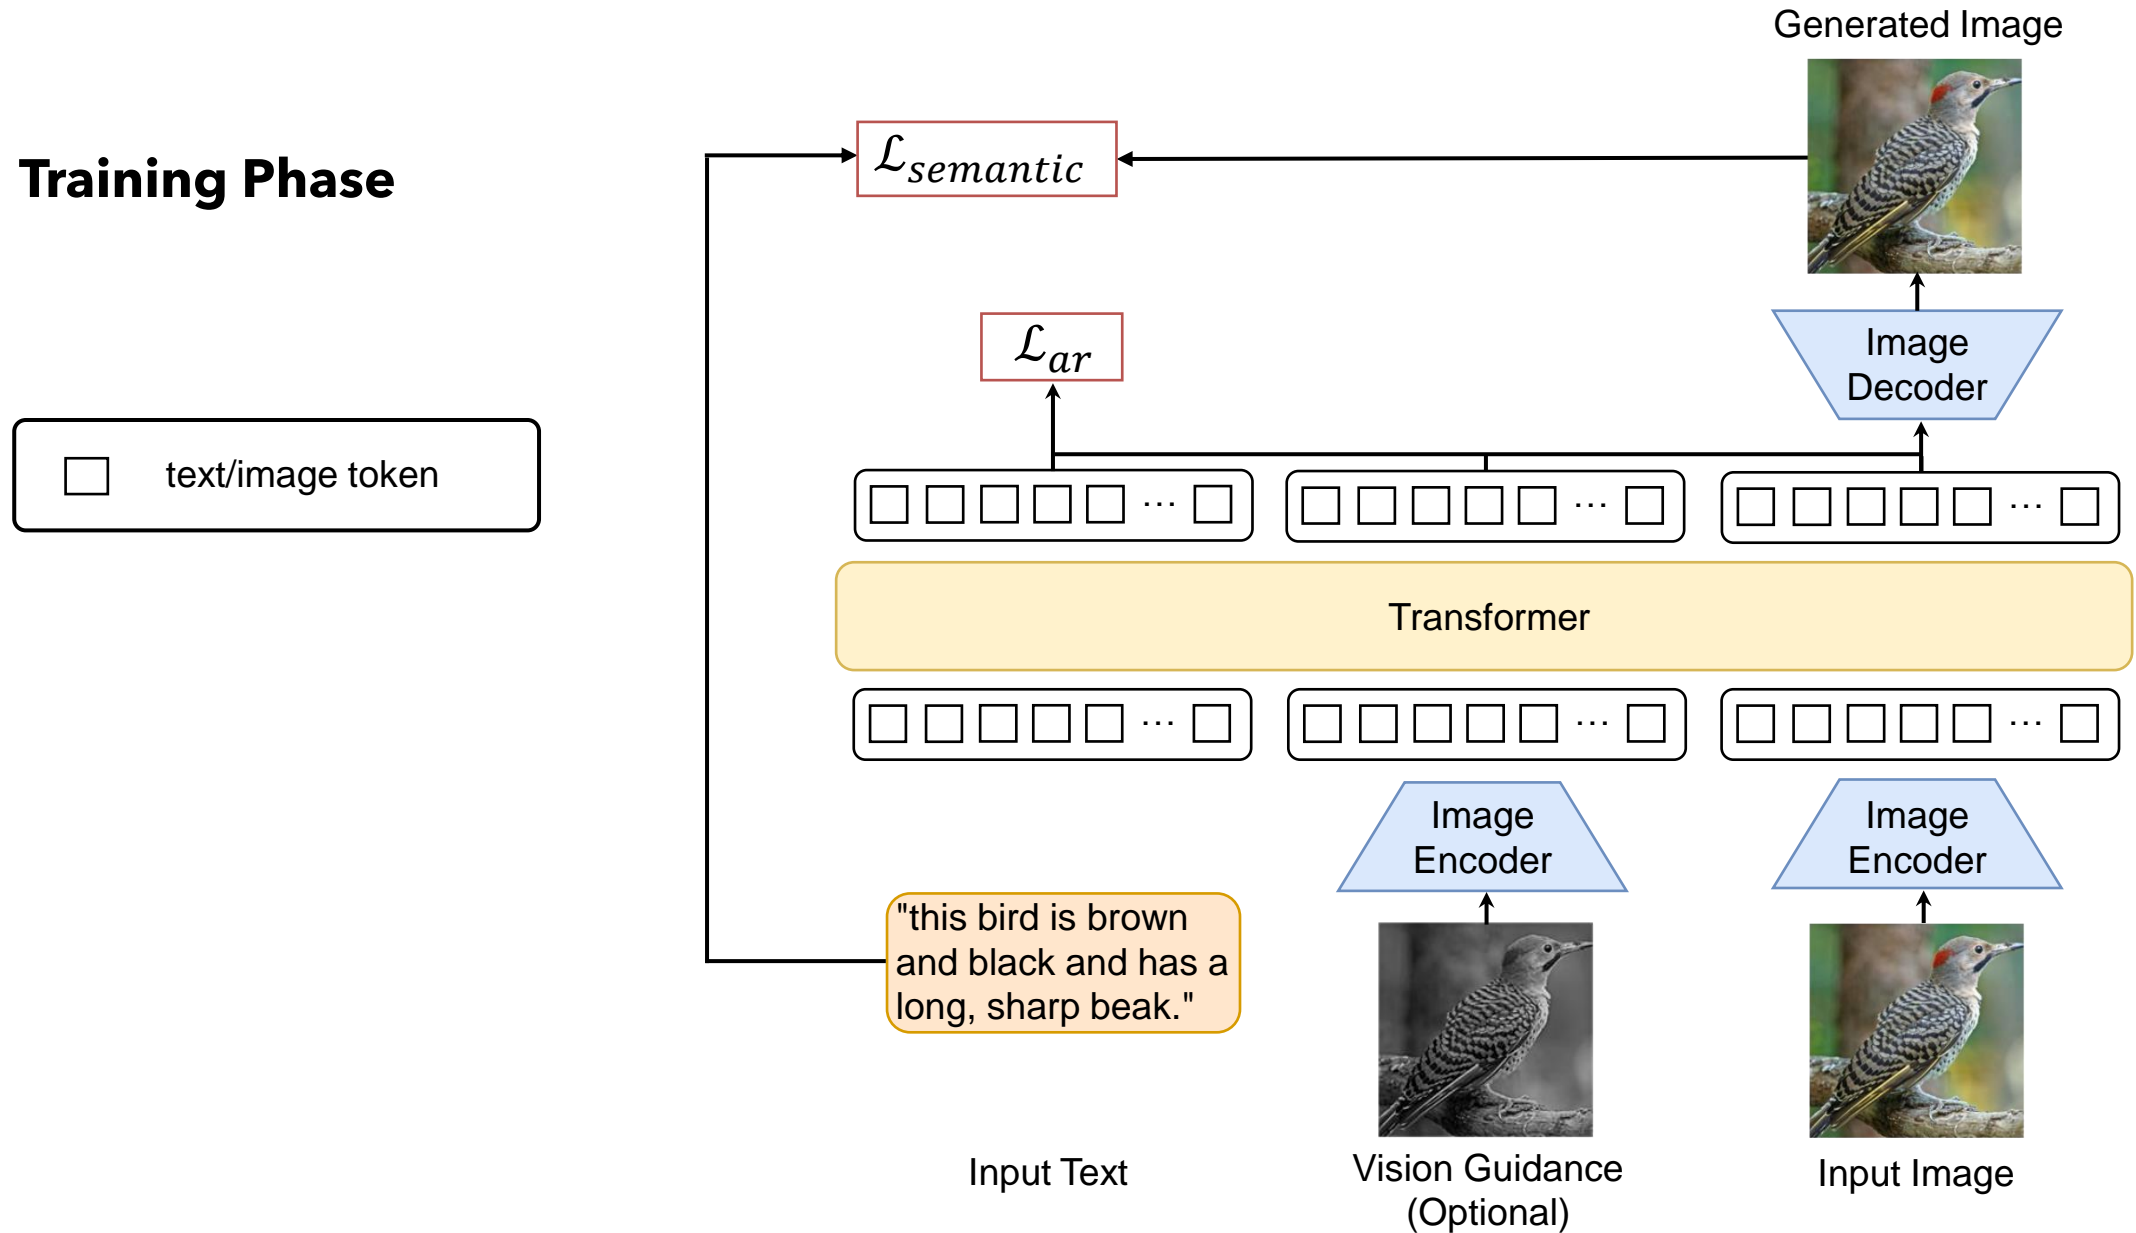 Generated Image
Training Phase
ℒsemantic
ℒar
Image
Decoder
text/image token
...
...
...
Transformer
...
...
...
Image
Encoder
Image
Encoder
"this bird is brown
and black and has a
long, sharp beak."
Input Text
Vision Guidance
(Optional)
Input Image